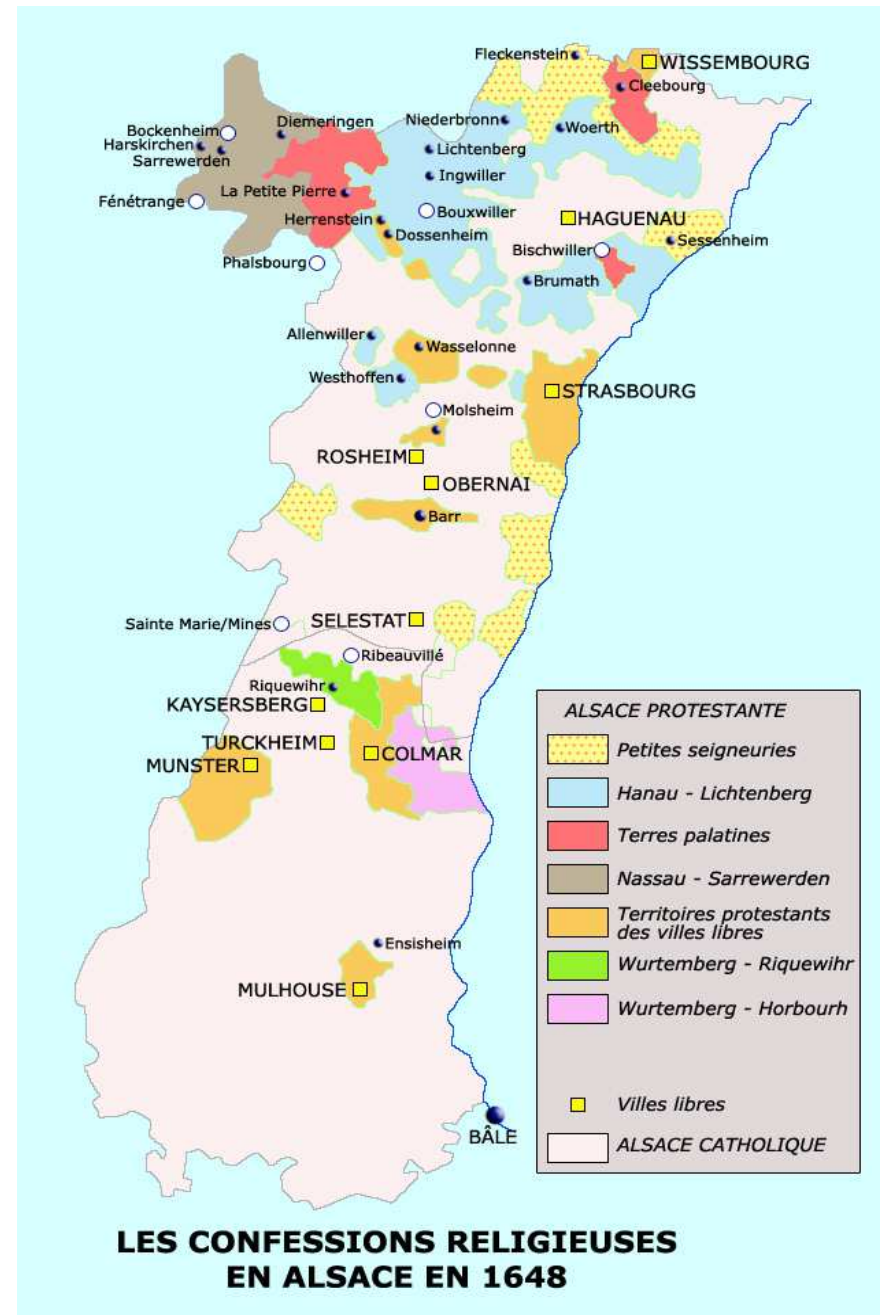 Fleckenstein
WISSEMBOURG
Cleebourg
Diemeringen
Niederbronn
Bockenheim
Woerth
Harskirchen
Lichtenberg
Sarrewerden
Ingwiller
La Petite Pierre
Fénétrange
Bouxwiller
HAGUENAU
Herrenstein
Dossenheim
Sessenheim
Bischwiller
Phalsbourg
Brumath
Allenwiller
Wasselonne
Westhoffen
STRASBOURG
Molsheim
ROSHEIM
OBERNAI
Barr
Sainte Marie/Mines
SELESTAT
Ribeauvillé
Riquewihr
KAYSERSBERG
TURCKHEIM
COLMAR
MUNSTER
Ensisheim
MULHOUSE
BÂLE
ALSACE PROTESTANTE
Petites seigneuries
Hanau - Lichtenberg
Terres palatines
Nassau - Sarrewerden
Territoires protestants
des villes libres
Wurtemberg - Riquewihr
Wurtemberg - Horbourh
Villes libres
ALSACE CATHOLIQUE
LES CONFESSIONS RELIGIEUSES
EN ALSACE EN 1648